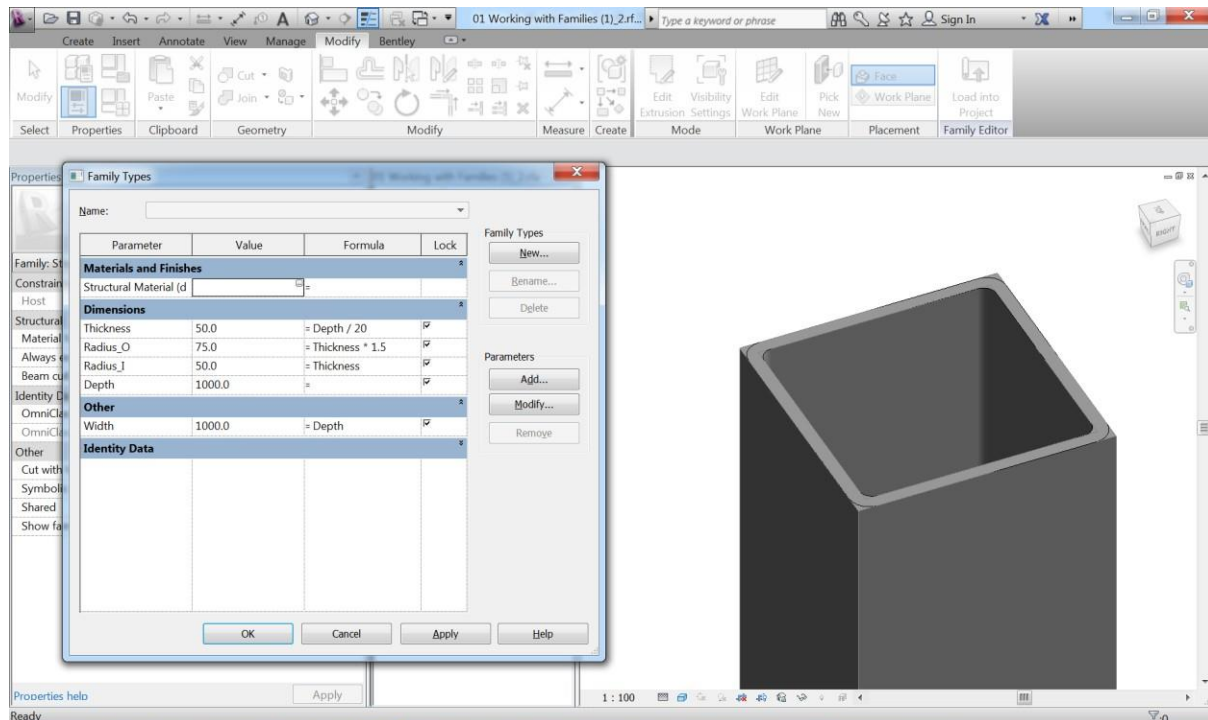 01 Working with Families (1)_2.rf...
Type a keyword or phrase
Sign In
Create Insert Annotate View Manage Modify Bentley
Modify
Paste
Cut
Join
Edit Extrusion
Visibility Settings
Edit Work Plane
Pick New
Face
Work Plane
Load into Project
Select Properties Clipboard Geometry Modify Measure Create Mode Work Plane Placement Family Editor
Properties
Family Types
Name:
Parameter Value Formula Lock
Materials and Finishes
Structural Material (d =
Dimensions
Thickness 50.0 = Depth / 20
Radius_O 75.0 = Thickness * 1.5
Radius_I 50.0 = Thickness
Depth 1000.0 =
Other
Width 1000.0 = Depth
Identity Data
Family Types
New...
Rename...
Delete
Parameters
Add...
Modify...
Remove
OK Cancel Apply Help
Family: St
Constrain
Host
Structural
Material
Always
Beam cu
Identity D
OmniCla
OmniCla
Other
Cut with
Symboli
Shared
Show fa
Properties help
Apply
RIGHT
1 : 100
Ready
:0